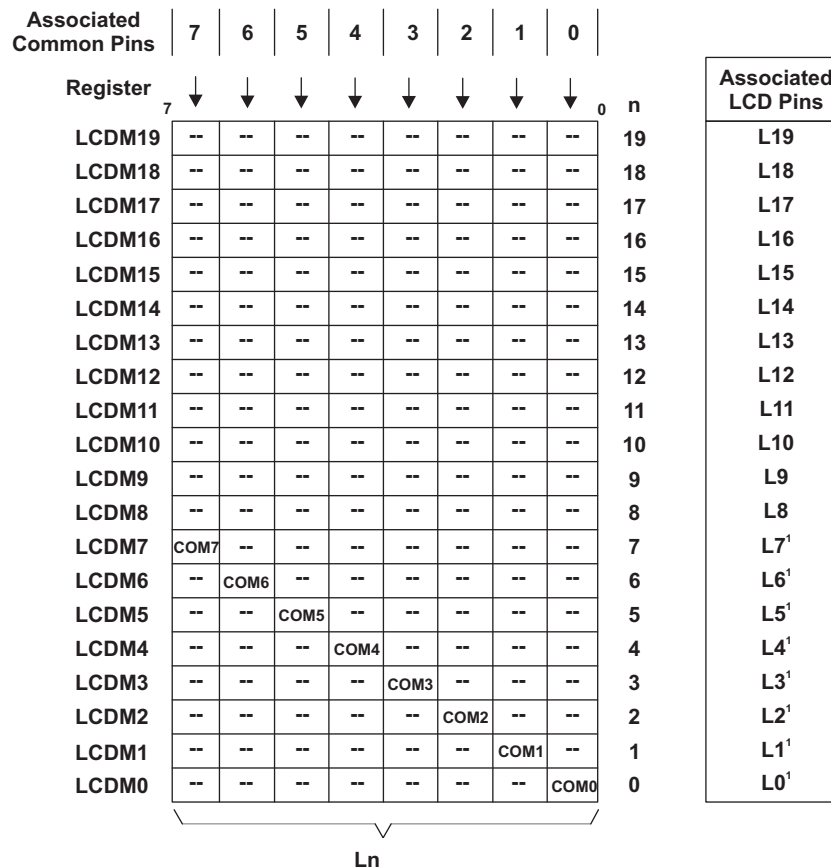 Associated Common Pins 7 6 5 4 3 2 1 0
Register 7 0 n Associated LCD Pins
LCDM19 -- -- -- -- -- -- -- -- 19 L19
LCDM18 -- -- -- -- -- -- -- -- 18 L18
LCDM17 -- -- -- -- -- -- -- -- 17 L17
LCDM16 -- -- -- -- -- -- -- -- 16 L16
LCDM15 -- -- -- -- -- -- -- -- 15 L15
LCDM14 -- -- -- -- -- -- -- -- 14 L14
LCDM13 -- -- -- -- -- -- -- -- 13 L13
LCDM12 -- -- -- -- -- -- -- -- 12 L12
LCDM11 -- -- -- -- -- -- -- -- 11 L11
LCDM10 -- -- -- -- -- -- -- -- 10 L10
LCDM9 -- -- -- -- -- -- -- -- 9 L9
LCDM8 -- -- -- -- -- -- -- -- 8 L8
LCDM7 COM7 -- -- -- -- -- -- -- 7 L7¹
LCDM6 -- COM6 -- -- -- -- -- -- 6 L6¹
LCDM5 -- -- COM5 -- -- -- -- -- 5 L5¹
LCDM4 -- -- -- COM4 -- -- -- -- 4 L4¹
LCDM3 -- -- -- -- COM3 -- -- -- 3 L3¹
LCDM2 -- -- -- -- -- COM2 -- -- 2 L2¹
LCDM1 -- -- -- -- -- -- COM1 -- 1 L1¹
LCDM0 -- -- -- -- -- -- -- COM0 0 L0¹
Ln